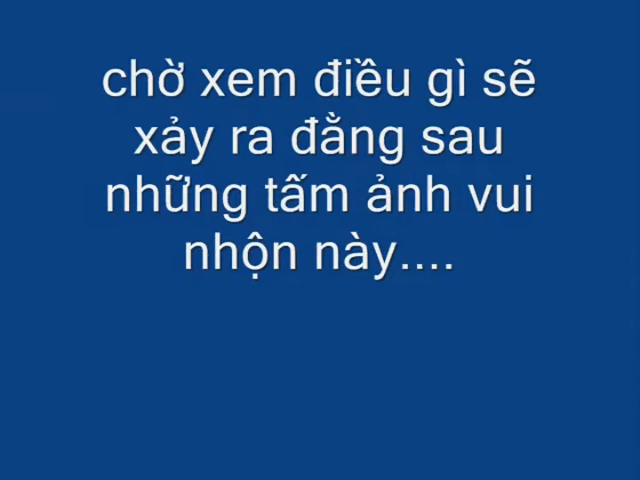 chờ xem điều gì sẽ
xảy ra đằng sau
những tấm ảnh vui
nhộn này....